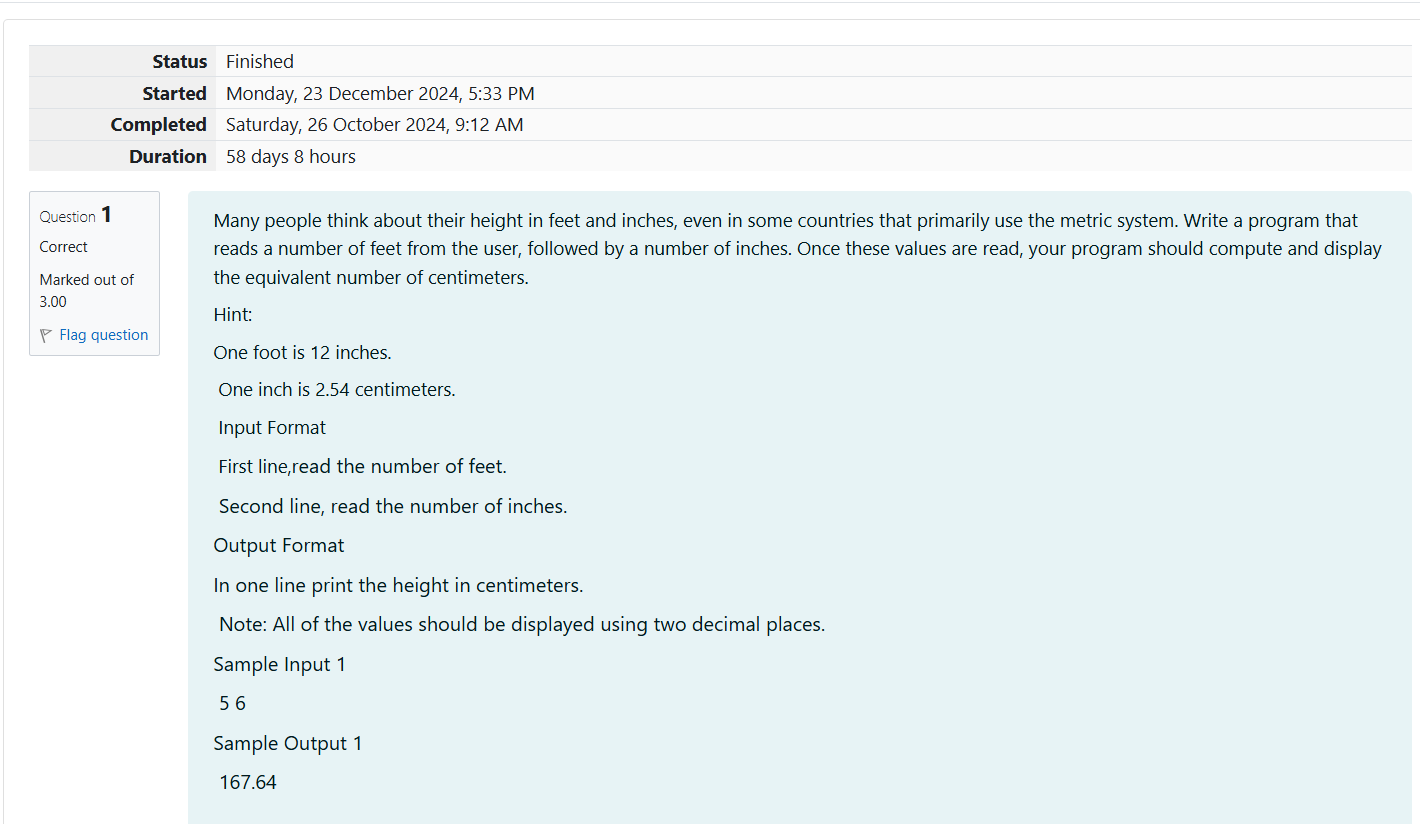 Status Finished
Started Monday, 23 December 2024, 5:33 PM
Completed Saturday, 26 October 2024, 9:12 AM
Duration 58 days 8 hours
Question 1
Correct
Marked out of
3.00
Flag question
Many people think about their height in feet and inches, even in some countries that primarily use the metric system. Write a program that
reads a number of feet from the user, followed by a number of inches. Once these values are read, your program should compute and display
the equivalent number of centimeters.
Hint:
One foot is 12 inches.
One inch is 2.54 centimeters.
Input Format
First line,read the number of feet.
Second line, read the number of inches.
Output Format
In one line print the height in centimeters.
Note: All of the values should be displayed using two decimal places.
Sample Input 1
5 6
Sample Output 1
167.64